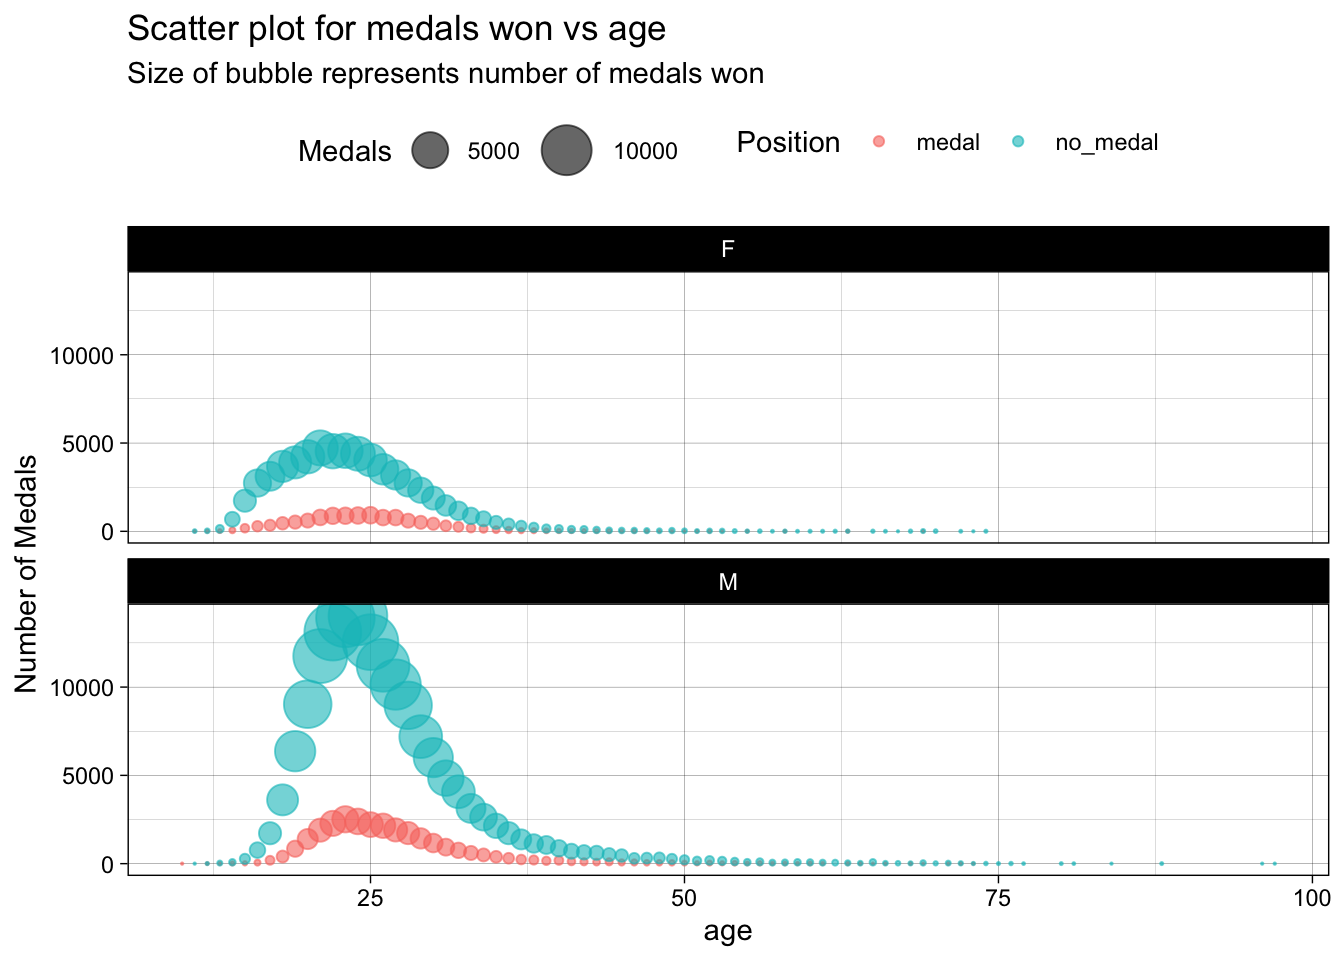 Scatter plot for medals won vs age
Size of bubble represents number of medals won
Medals 5000 10000 Position medal no_medal
F
10000
5000
0
Number of Medals
M
10000
5000
0
25 50 75 100
age